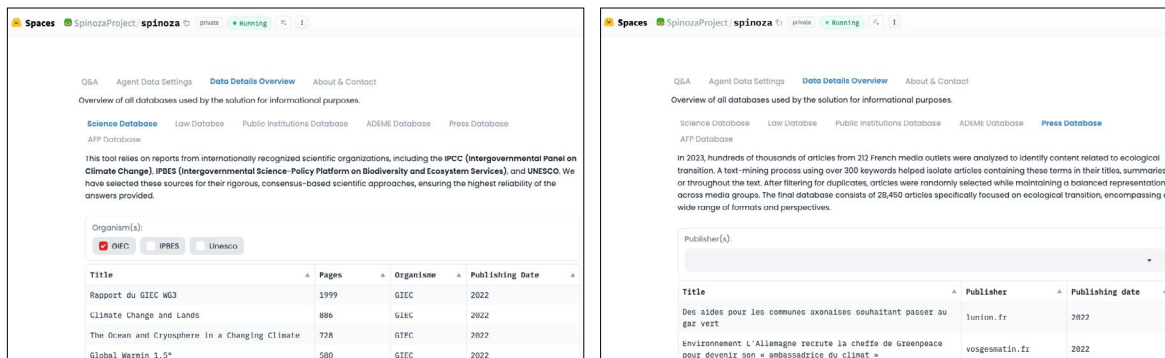 Spaces SpinozaProject/spinoza private Running
Q&A Agent Data Settings Data Details Overview About & Contact
Overview of all databases used by the solution for informational purposes.
Science Database Law Databse Public Institutions Database ADEME Database Press Database
AFP Database
This tool relies on reports from internationally recognized scientific organizations, including the IPCC (Intergovernmental Panel on
Climate Change), IPBES (Intergovernmental Science-Policy Platform on Biodiversity and Ecosystem Services), and UNESCO. We
have selected these sources for their rigorous, consensus-based scientific approaches, ensuring the highest reliability of the
answers provided.
Organism(s):
GIEC IPBES Unesco
Title Pages Organisme Publishing Date
Rapport du GIEC WG3 1999 GIEC 2022
Climate Change and Lands 886 GIEC 2022
The Ocean and Cryosphere in a Changing Climate 728 GIEC 2022
Global Warmin 1.5° 580 GIEC 2022
Spaces SpinozaProject/spinoza private Running
Q&A Agent Data Settings Data Details Overview About & Contact
Overview of all databases used by the solution for informational purposes.
Science Database Law Databse Public Institutions Database ADEME Database Press Database
AFP Database
In 2023, hundreds of thousands of articles from 212 French media outlets were analyzed to identify content related to ecological
transition. A text-mining process using over 300 keywords helped isolate articles containing these terms in their titles, summaries
or throughout the text. After filtering for duplicates, articles were randomly selected while maintaining a balanced representation
across media groups. The final database consists of 28,450 articles specifically focused on ecological transition, encompassing a
wide range of formats and perspectives.
Publisher(s):
Title Publisher Publishing date
Des aides pour les communes axonaises souhaitant passer au
gaz vert
lunion.fr 2022
Environnement L'Allemagne recrute la cheffe de Greenpeace
pour devenir son « ambassadrice du climat »
vosgesmatin.fr 2022